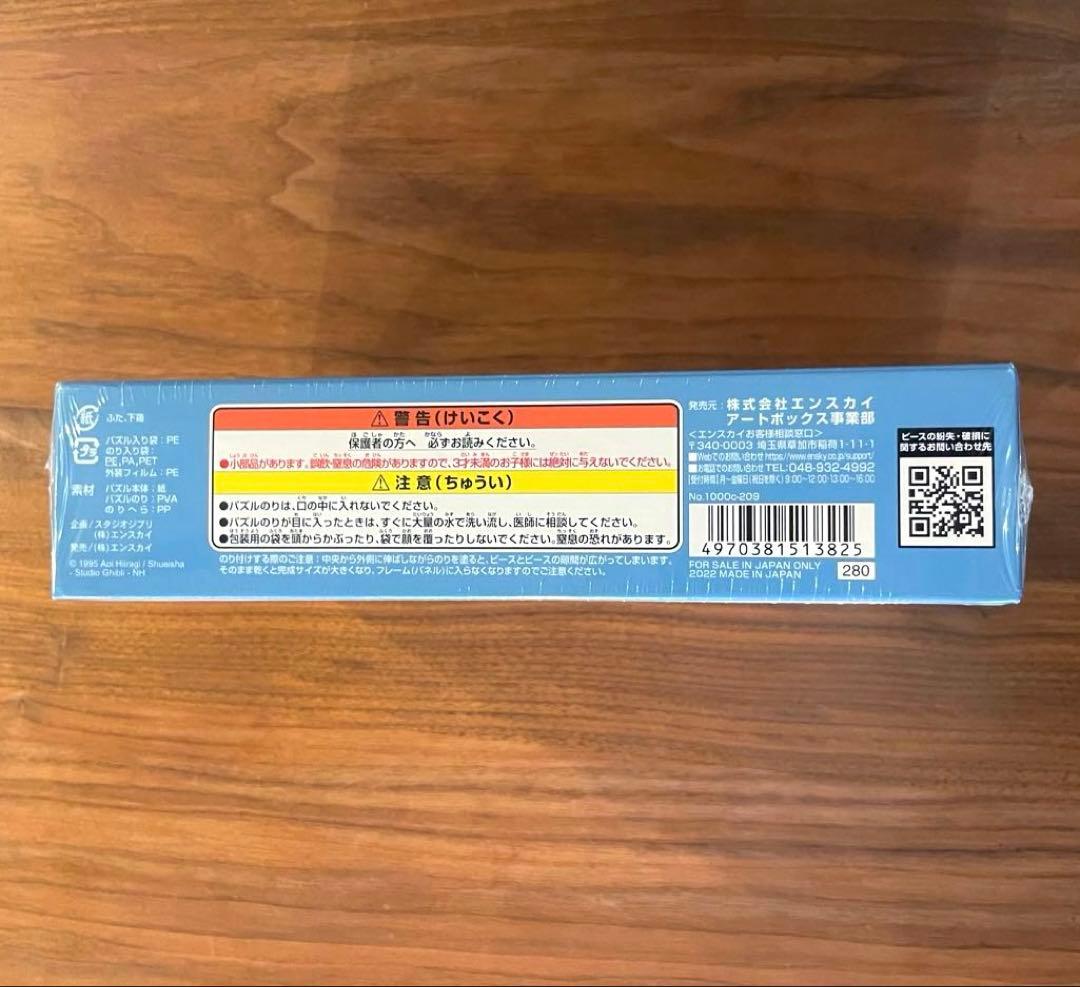 紙
ふた、下箱
プラ
パズル入り袋:PE
のり入り袋:
PE,PA,PET
外装フィルム:PE
素材
パズル本体:紙
パズルのり:PVA
のりへら:PP
企画/スタジオジブリ
(株)エンスカイ
発売/(株)エンスカイ
© 1995 Aoi Hiiragi / Shueisha
- Studio Ghibli - NH
⚠ 警告(けいこく)
保護者の方へ 必ずお読みください。
●小部品があります。誤飲・窒息の危険がありますので、3才未満のお子様には絶対に与えないでください。
⚠ 注意(ちゅうい)
●パズルのりは、口の中に入れないでください。
●パズルのりが目に入ったときは、すぐに大量の水で洗い流し、医師に相談してください。
●包装用の袋を頭からかぶったり、袋で顔を覆ったりしないでください。窒息の恐れがあります。
のり付けする際のご注意:中央から外側に伸ばしながらのりを塗ると、ピースとピースの隙間が広がってしまいます。
そのまま乾くと完成サイズが大きくなり、フレーム(パネル)に入らなくなりますのでご注意ください。
発売元:株式会社エンスカイ
アートボックス事業部
<エンスカイお客様相談窓口>
〒340-0003 埼玉県草加市稲荷1-11-1
■Webでのお問い合わせ https://www.ensky.co.jp/support/
■お電話でのお問い合わせ TEL:048-932-4992
[受付時間]月〜金曜日(祝日を除く) 9:00〜12:00・13:00〜16:00
No.1000c-209
4970381513825
FOR SALE IN JAPAN ONLY
2022 MADE IN JAPAN
280
ピースの紛失・破損に
関するお問い合わせ先